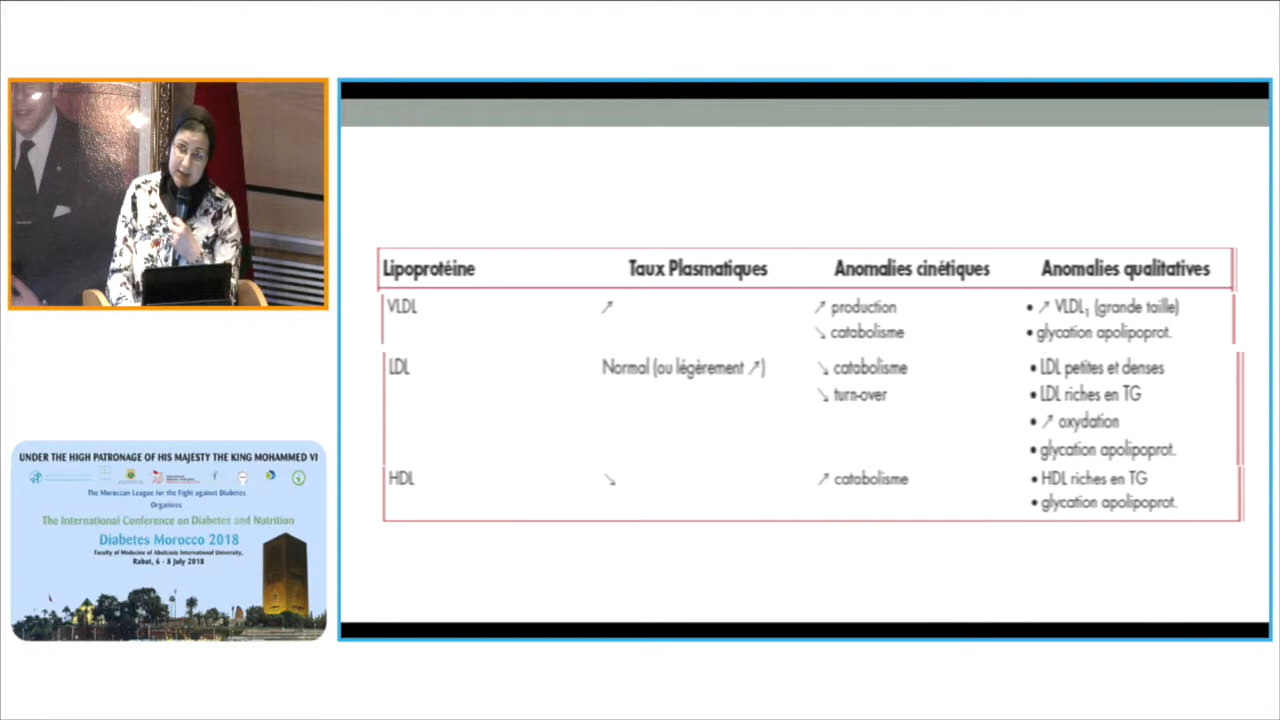 Lipoprotéine Taux Plasmatiques Anomalies cinétiques Anomalies qualitatives
VLDL ↗ ↗ production • ↗ VLDL₁ (grande taille)
↘ catabolisme • glycation apolipoprot.
LDL Normal (ou légèrement ↗) ↘ catabolisme • LDL petites et denses
↘ turn-over • LDL riches en TG
• ↗ oxydation
• glycation apolipoprot.
HDL ↘ ↗ catabolisme • HDL riches en TG
• glycation apolipoprot.
UNDER THE HIGH PATRONAGE OF HIS MAJESTY THE KING MOHAMMED VI
The Moroccan League for the Fight against Diabetes
Organizes
The International Conference on Diabetes and Nutrition
Diabetes Morocco 2018
Faculty of Medicine of Abulcasis International University,
Rabat, 6 - 8 July 2018